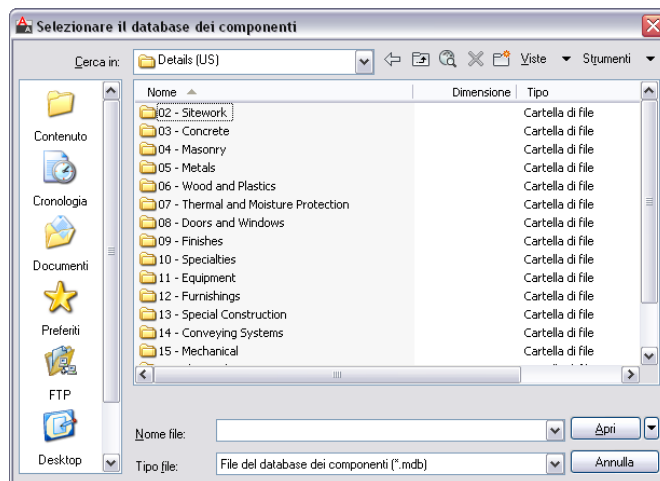 Selezionare il database dei componenti
Cerca in: Details (US) Viste Strumenti
Nome Dimensione Tipo
02 - Sitework Cartella di file
03 - Concrete Cartella di file
04 - Masonry Cartella di file
05 - Metals Cartella di file
06 - Wood and Plastics Cartella di file
07 - Thermal and Moisture Protection Cartella di file
08 - Doors and Windows Cartella di file
09 - Finishes Cartella di file
10 - Specialties Cartella di file
11 - Equipment Cartella di file
12 - Furnishings Cartella di file
13 - Special Construction Cartella di file
14 - Conveying Systems Cartella di file
15 - Mechanical Cartella di file
Contenuto
Cronologia
Documenti
Preferiti
FTP
Desktop
Nome file: Apri
Tipo file: File del database dei componenti (*.mdb) Annulla